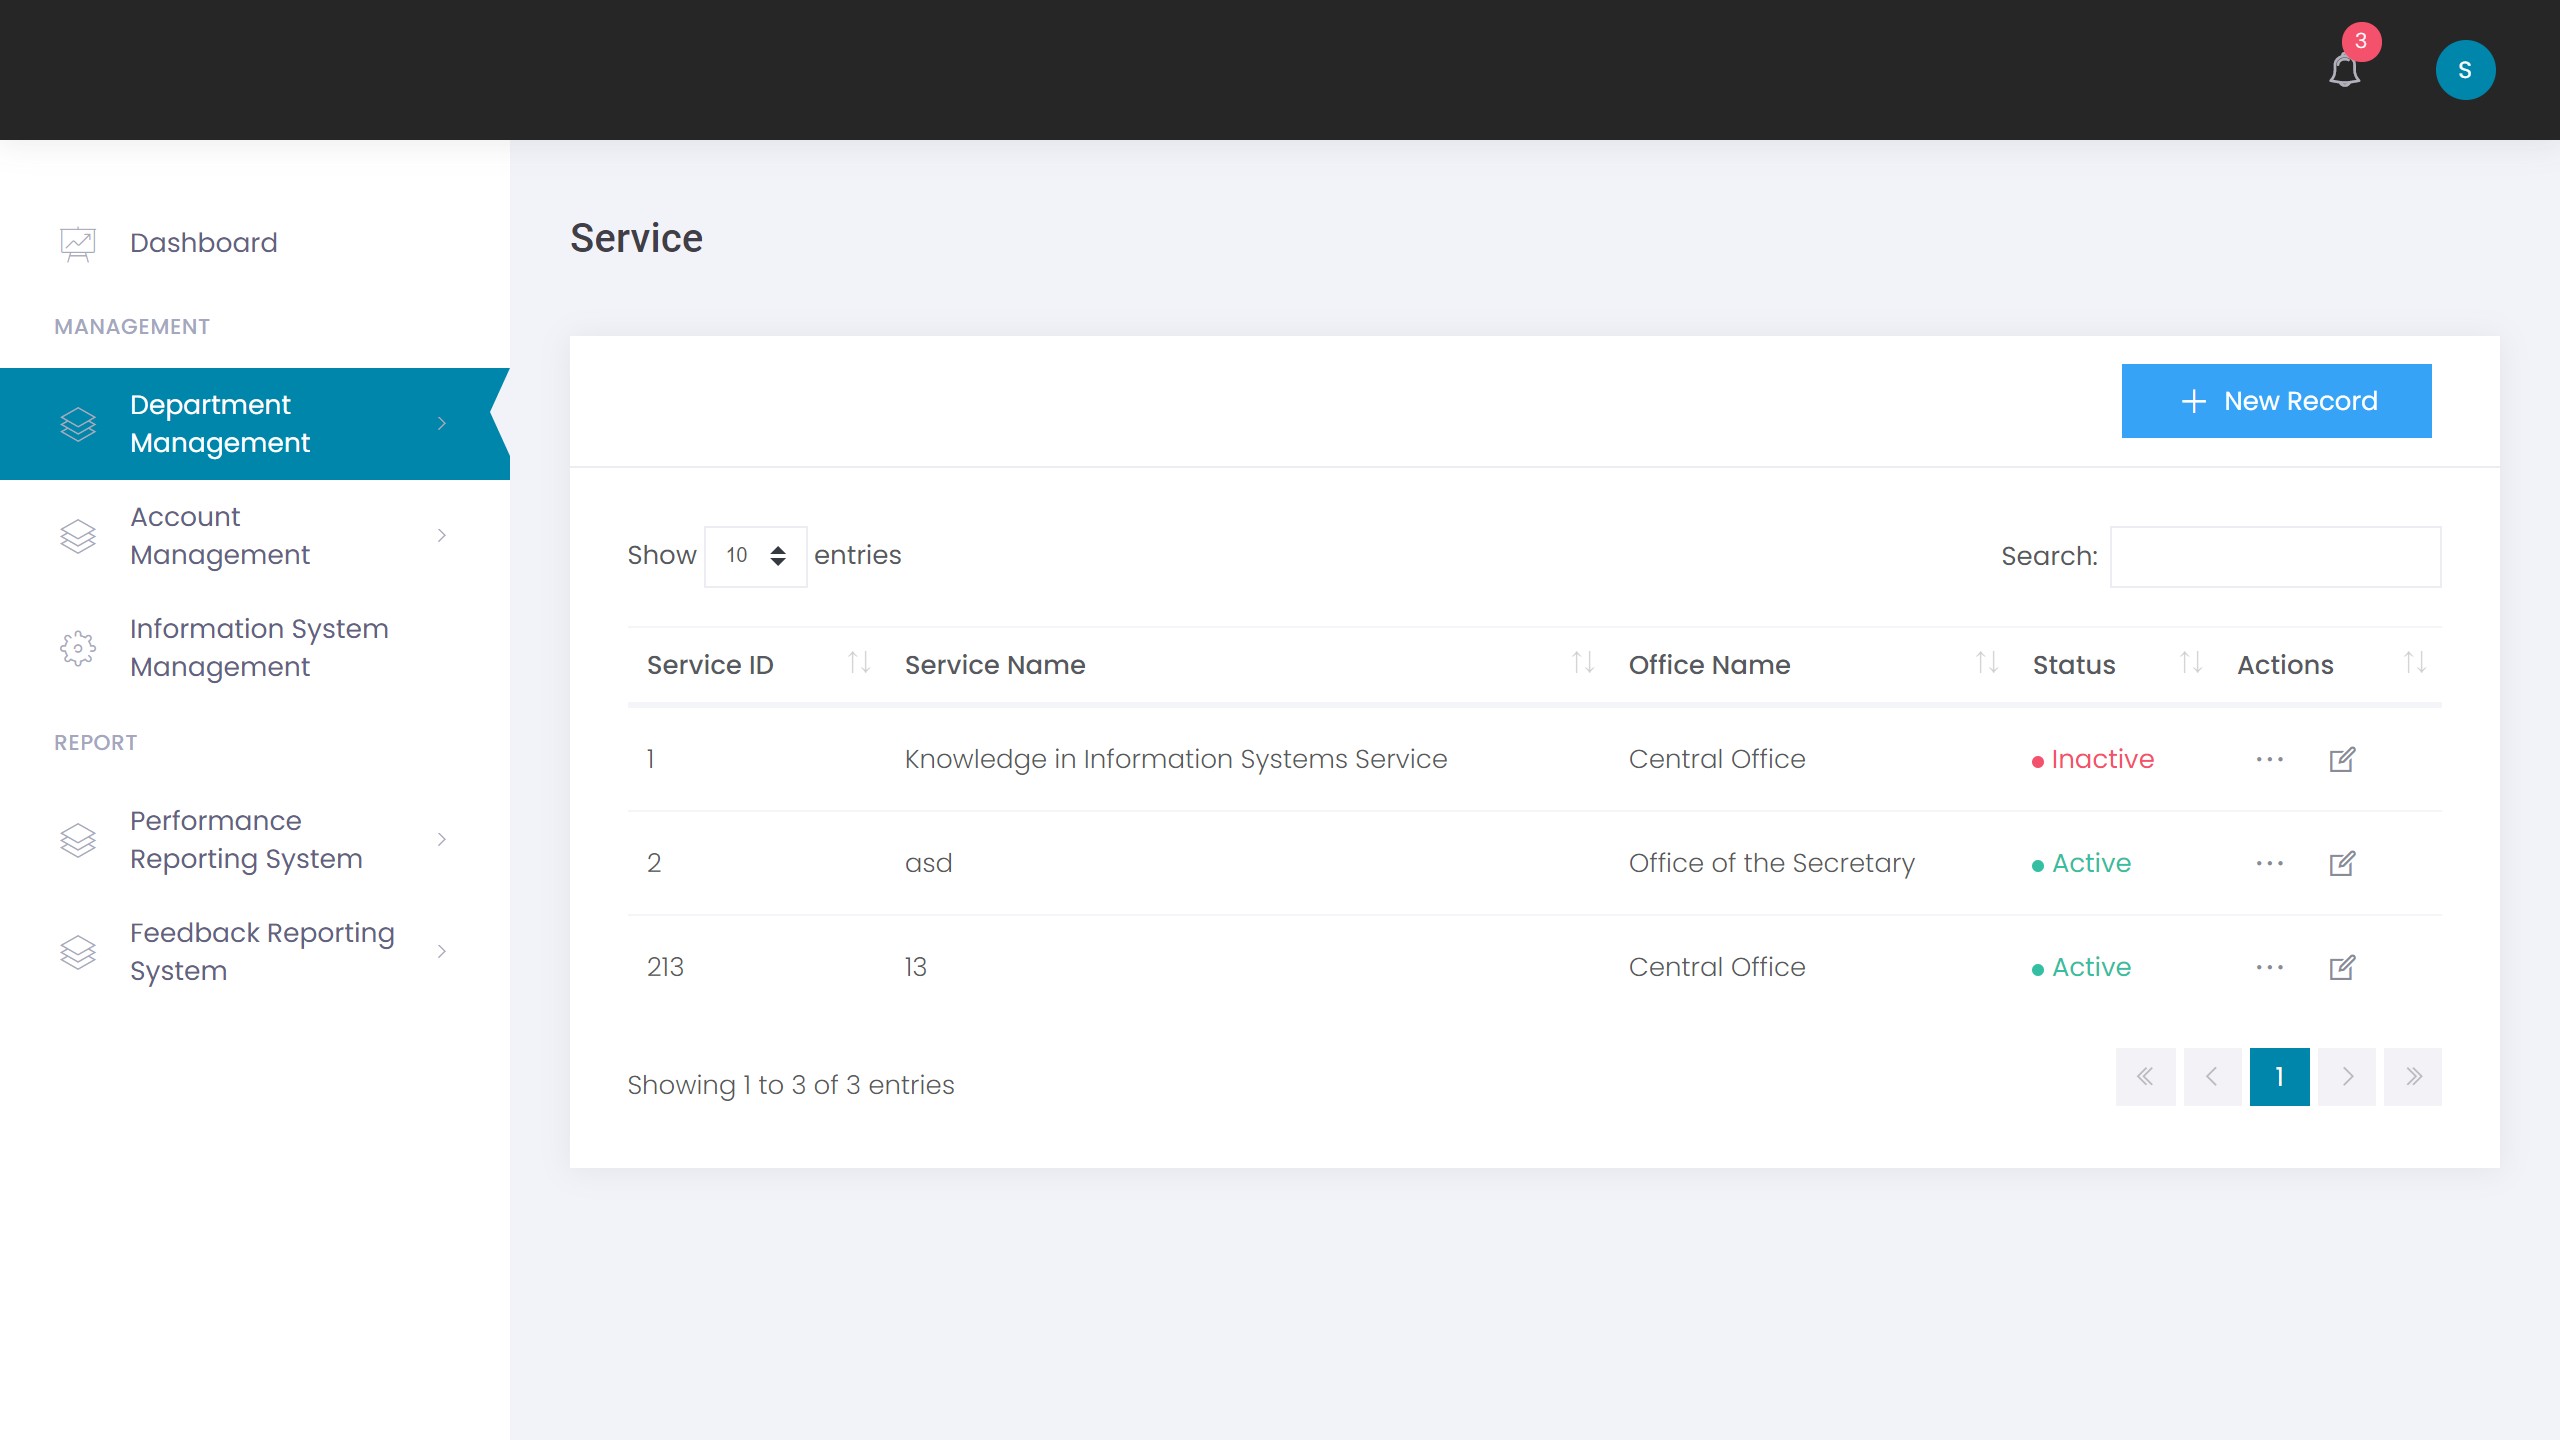 3
S
Dashboard
MANAGEMENT
Department
Management
Account
Management
Information System
Management
REPORT
Performance
Reporting System
Feedback Reporting
System
Service
New Record
Show 10 entries
Search:
Service ID Service Name Office Name Status Actions
1 Knowledge in Information Systems Service Central Office Inactive
2 asd Office of the Secretary Active
213 13 Central Office Active
Showing 1 to 3 of 3 entries
1